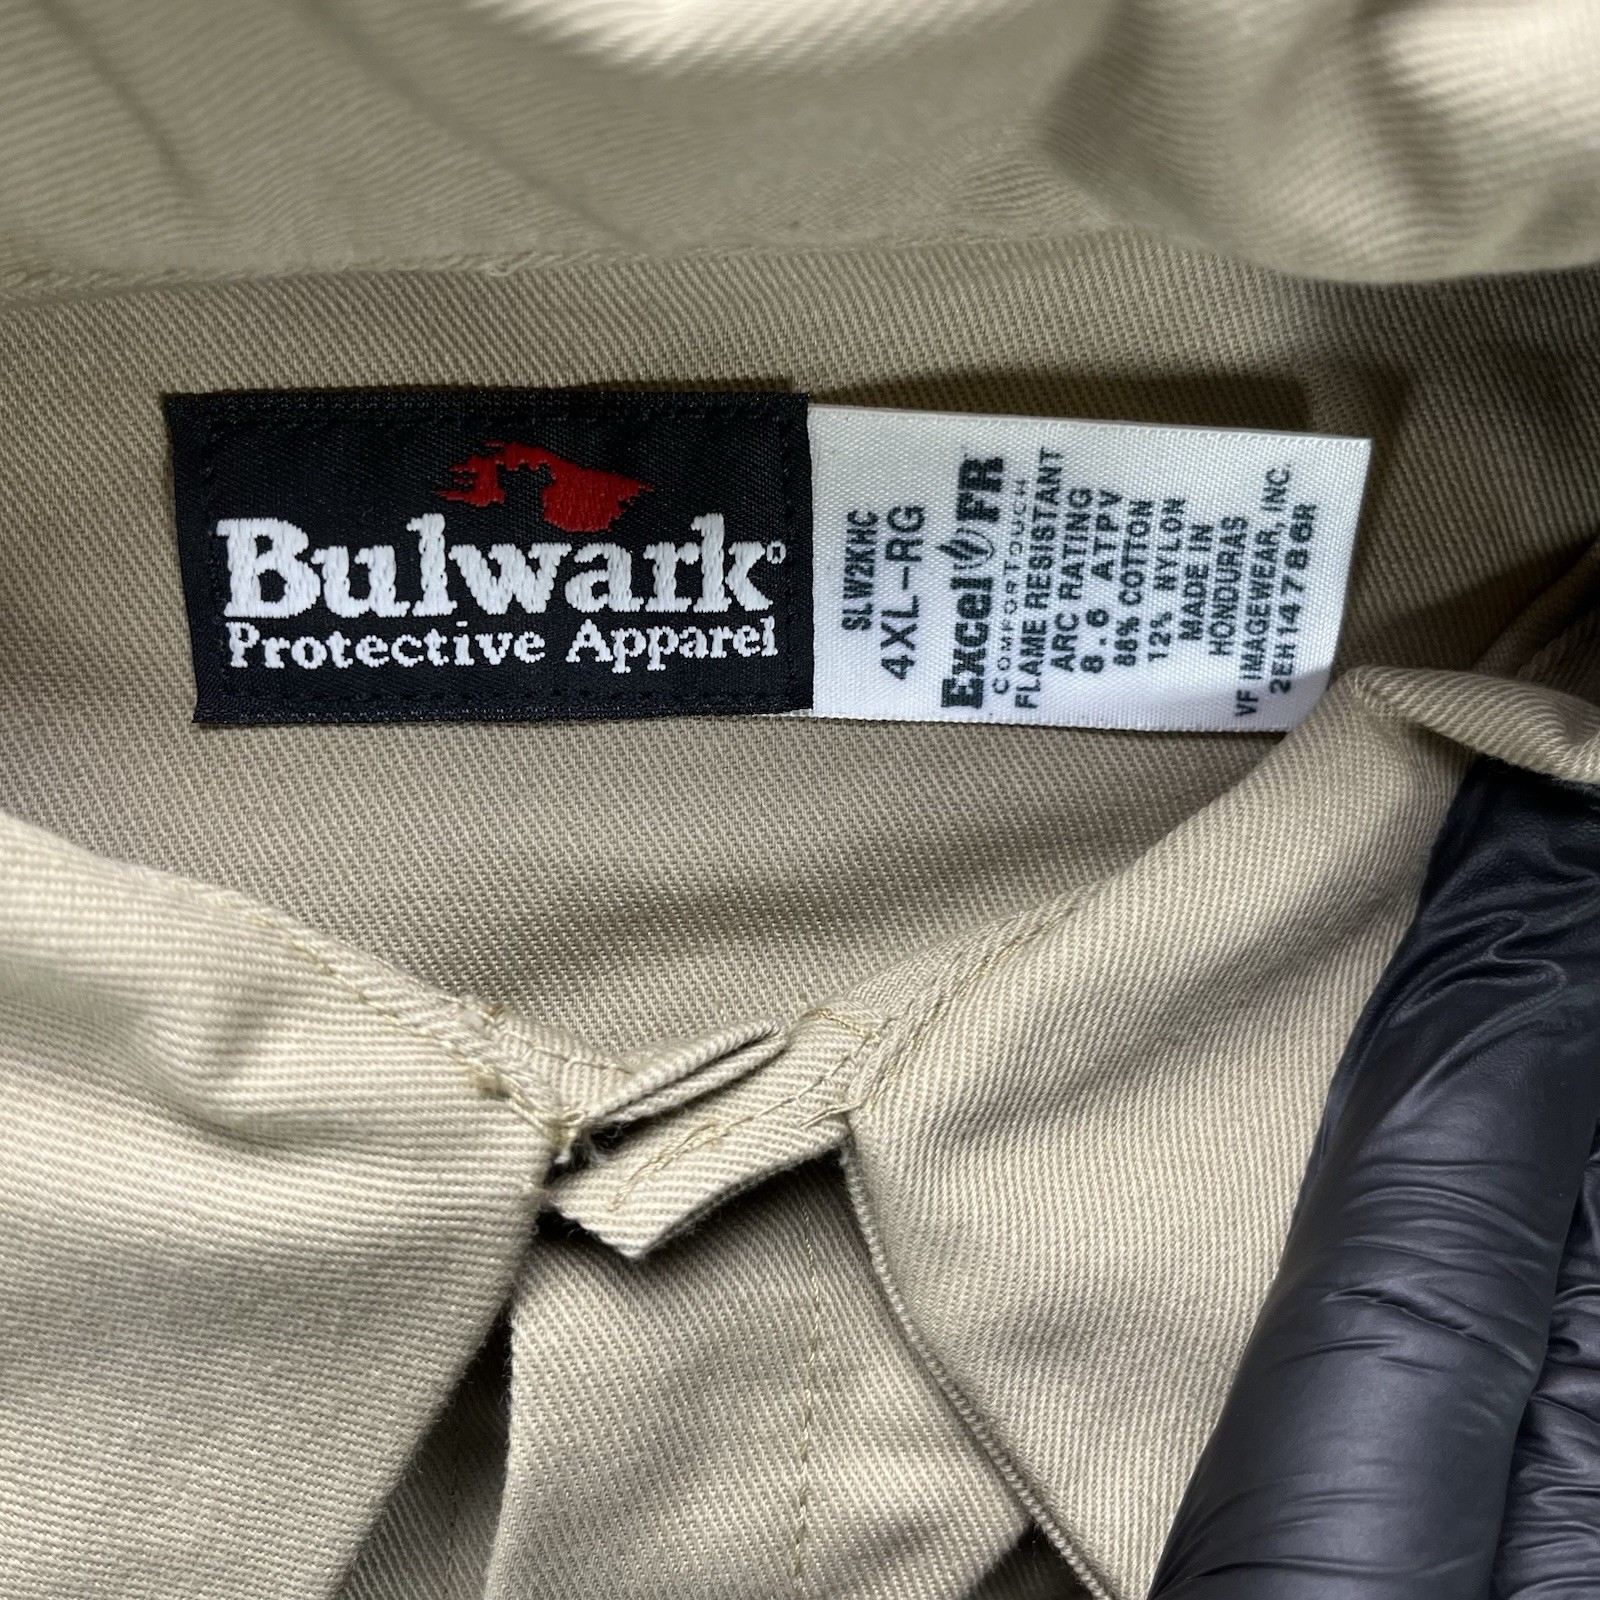 Bulwark
Protective Apparel
SLW2KHC
4XL-RG
EXCel FR
COMFORTOUCH
FLAME RESISTANT
ARC RATING
8.6 ATPV
88% COTTON
12% NYLON
MADE IN
HONDURAS
VF IMAGEWEAR, INC.
2EH14786R